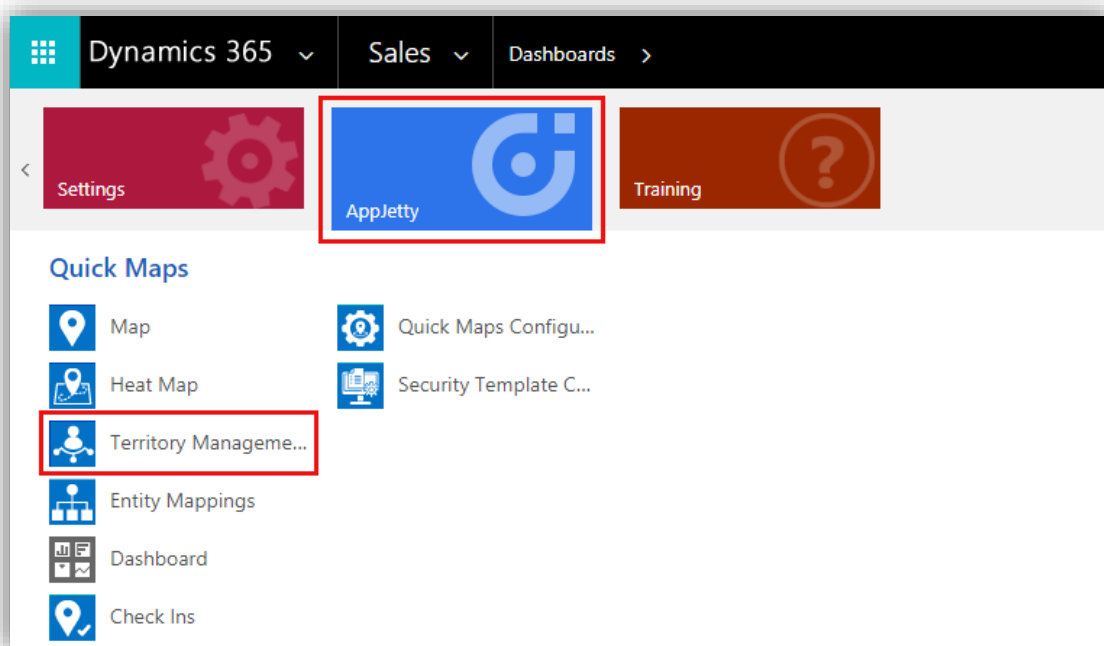 Dynamics 365 Sales Dashboards
Settings AppJetty Training
Quick Maps
Map Quick Maps Configu...
Heat Map Security Template C...
Territory Manageme...
Entity Mappings
Dashboard
Check Ins